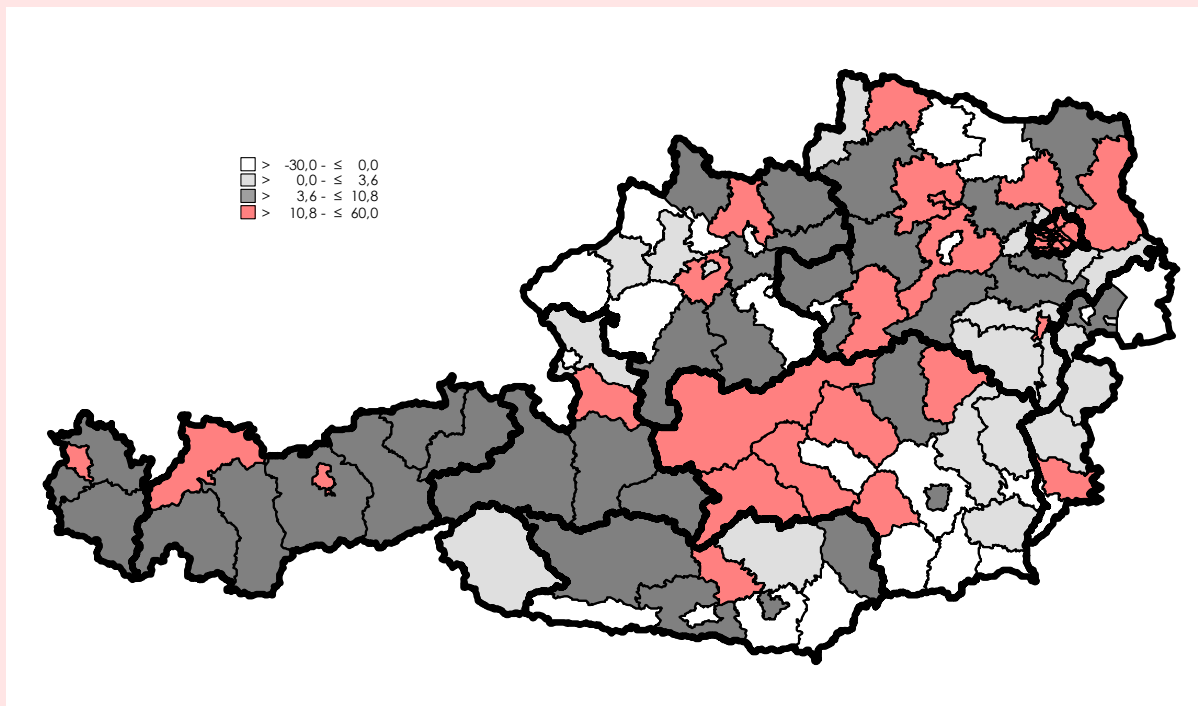 > -30,0 - ≤ 0,0
> 0,0 - ≤ 3,6
> 3,6 - ≤ 10,8
> 10,8 - ≤ 60,0